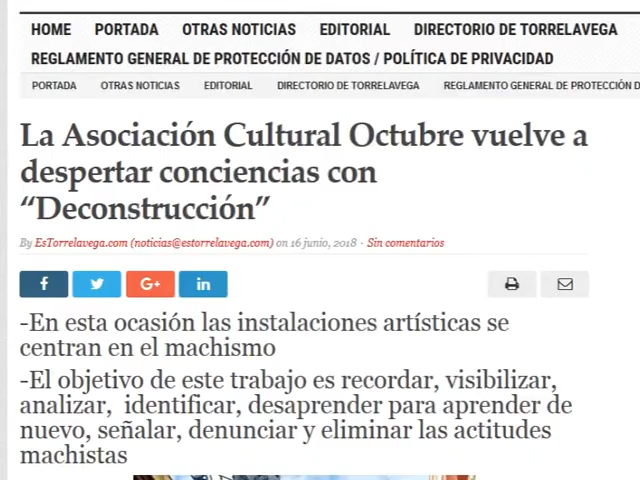 HOME PORTADA OTRAS NOTICIAS EDITORIAL DIRECTORIO DE TORRELAVEGA
REGLAMENTO GENERAL DE PROTECCIÓN DE DATOS / POLÍTICA DE PRIVACIDAD
PORTADA OTRAS NOTICIAS EDITORIAL DIRECTORIO DE TORRELAVEGA REGLAMENTO GENERAL DE PROTECCIÓN D
La Asociación Cultural Octubre vuelve a
despertar conciencias con
“Deconstrucción”
By EsTorrelavega.com (noticias@estorrelavega.com) on 16 junio, 2018 · Sin comentarios
f G+ in
-En esta ocasión las instalaciones artísticas se
centran en el machismo
-El objetivo de este trabajo es recordar, visibilizar,
analizar, identificar, desaprender para aprender de
nuevo, señalar, denunciar y eliminar las actitudes
machistas